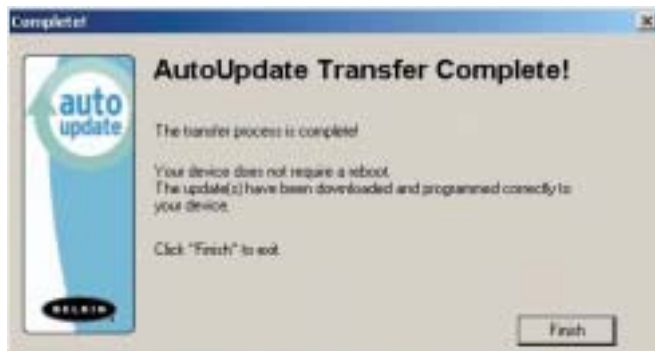 Complete!
auto
update
BELKIN
AutoUpdate Transfer Complete!
The transfer process is complete!
Your device does not require a reboot.
The update(s) have been downloaded and programmed correctly to
your device.
Click "Finish" to exit.
Finish